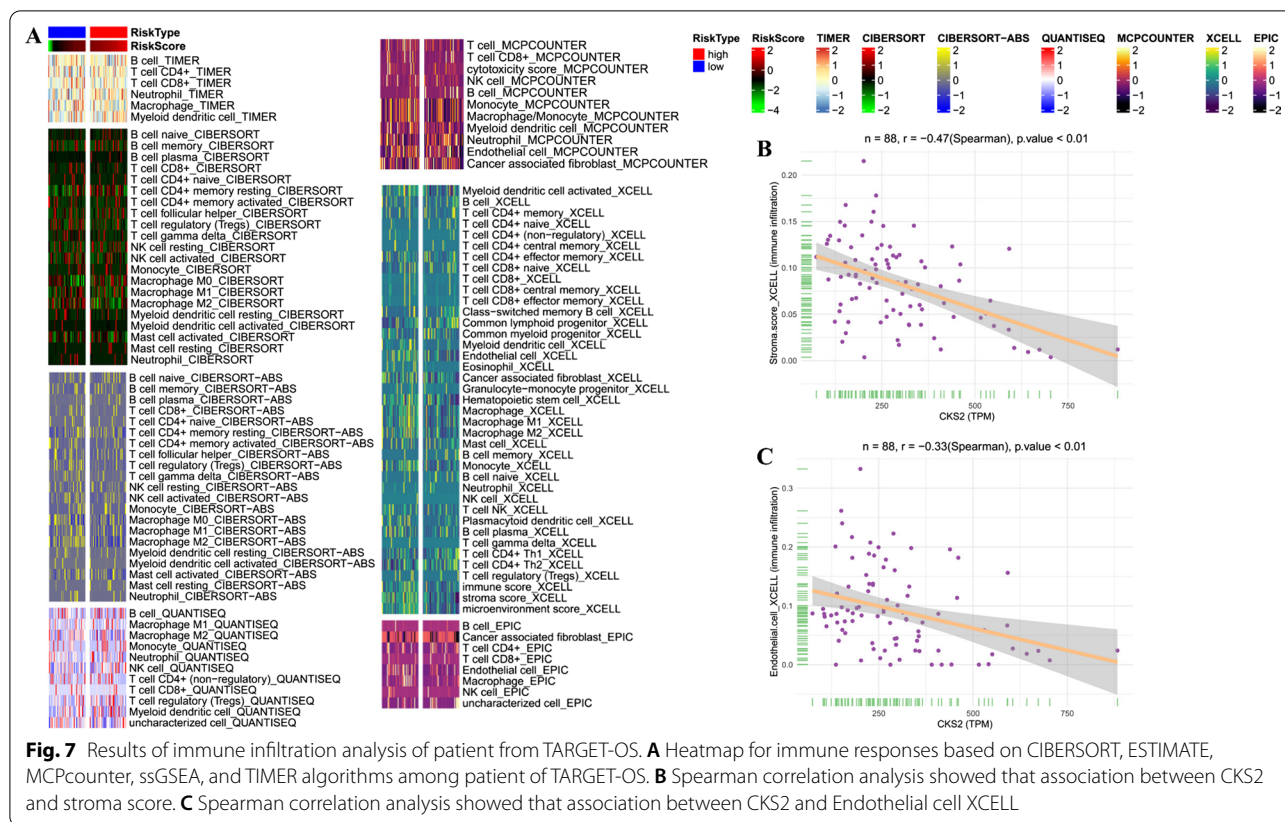 A
RiskType
RiskScore
B cell_TIMER
T cell CD4+_TIMER
T cell CD8+_TIMER
Neutrophil_TIMER
Macrophage_TIMER
Myeloid dendritic cell_TIMER
B cell naive_CIBERSORT
B cell memory_CIBERSORT
B cell plasma_CIBERSORT
T cell CD8+_CIBERSORT
T cell CD4+ naive_CIBERSORT
T cell CD4+ memory resting_CIBERSORT
T cell CD4+ memory activated_CIBERSORT
T cell follicular helper_CIBERSORT
T cell regulatory (Tregs)_CIBERSORT
T cell gamma delta_CIBERSORT
NK cell resting_CIBERSORT
NK cell activated_CIBERSORT
Monocyte_CIBERSORT
Macrophage M0_CIBERSORT
Macrophage M1_CIBERSORT
Macrophage M2_CIBERSORT
Myeloid dendritic cell resting_CIBERSORT
Myeloid dendritic cell activated_CIBERSORT
Mast cell activated_CIBERSORT
Mast cell resting_CIBERSORT
Neutrophil_CIBERSORT
B cell naive_CIBERSORT−ABS
B cell memory_CIBERSORT−ABS
B cell plasma_CIBERSORT−ABS
T cell CD8+_CIBERSORT−ABS
T cell CD4+ naive_CIBERSORT−ABS
T cell CD4+ memory resting_CIBERSORT−ABS
T cell CD4+ memory activated_CIBERSORT−ABS
T cell follicular helper_CIBERSORT−ABS
T cell regulatory (Tregs)_CIBERSORT−ABS
T cell gamma delta_CIBERSORT−ABS
NK cell resting_CIBERSORT−ABS
NK cell activated_CIBERSORT−ABS
Monocyte_CIBERSORT−ABS
Macrophage M0_CIBERSORT−ABS
Macrophage M1_CIBERSORT−ABS
Macrophage M2_CIBERSORT−ABS
Myeloid dendritic cell resting_CIBERSORT−ABS
Myeloid dendritic cell activated_CIBERSORT−ABS
Mast cell activated_CIBERSORT−ABS
Mast cell resting_CIBERSORT−ABS
Neutrophil_CIBERSORT−ABS
B cell_QUANTISEQ
Macrophage M1_QUANTISEQ
Macrophage M2_QUANTISEQ
Monocyte_QUANTISEQ
Neutrophil_QUANTISEQ
NK cell_QUANTISEQ
T cell CD4+ (non−regulatory)_QUANTISEQ
T cell CD8+_QUANTISEQ
T cell regulatory (Tregs)_QUANTISEQ
Myeloid dendritic cell_QUANTISEQ
uncharacterized cell_QUANTISEQ
T cell_MCPCOUNTER
T cell CD8+_MCPCOUNTER
cytotoxicity score_MCPCOUNTER
NK cell_MCPCOUNTER
B cell_MCPCOUNTER
Monocyte_MCPCOUNTER
Macrophage/Monocyte_MCPCOUNTER
Myeloid dendritic cell_MCPCOUNTER
Neutrophil_MCPCOUNTER
Endothelial cell_MCPCOUNTER
Cancer associated fibroblast_MCPCOUNTER
Myeloid dendritic cell activated_XCELL
B cell_XCELL
T cell CD4+ memory_XCELL
T cell CD4+ naive_XCELL
T cell CD4+ (non−regulatory)_XCELL
T cell CD4+ central memory_XCELL
T cell CD4+ effector memory_XCELL
T cell CD8+ naive_XCELL
T cell CD8+_XCELL
T cell CD8+ central memory_XCELL
T cell CD8+ effector memory_XCELL
Class−switched memory B cell_XCELL
Common lymphoid progenitor_XCELL
Common myeloid progenitor_XCELL
Myeloid dendritic cell_XCELL
Endothelial cell_XCELL
Eosinophil_XCELL
Cancer associated fibroblast_XCELL
Granulocyte−monocyte progenitor_XCELL
Hematopoietic stem cell_XCELL
Macrophage_XCELL
Macrophage M1_XCELL
Macrophage M2_XCELL
Mast cell_XCELL
B cell memory_XCELL
Monocyte_XCELL
B cell naive_XCELL
Neutrophil_XCELL
NK cell_XCELL
T cell NK_XCELL
Plasmacytoid dendritic cell_XCELL
B cell plasma_XCELL
T cell gamma delta_XCELL
T cell CD4+ Th1_XCELL
T cell CD4+ Th2_XCELL
T cell regulatory (Tregs)_XCELL
immune score_XCELL
stroma score_XCELL
microenvironment score_XCELL
B cell_EPIC
Cancer associated fibroblast_EPIC
T cell CD4+_EPIC
T cell CD8+_EPIC
Endothelial cell_EPIC
Macrophage_EPIC
NK cell_EPIC
uncharacterized cell_EPIC
RiskType RiskScore TIMER CIBERSORT CIBERSORT−ABS QUANTISEQ MCPCOUNTER XCELL EPIC
high 2 2 2 2 2 2 2 2
low 0 1 1 1 1 1 1 1
−2 0 0 0 0 0 0 0
−4 −1 −1 −1 −1 −1 −1 −1
−2 −2 −2 −2 −2 −2 −2
B
n = 88, r = −0.47(Spearman), p.value < 0.01
Stroma.score_XCELL (immune infiltration)
0.20
0.15
0.10
0.05
0.00
250 500 750
CKS2 (TPM)
C
n = 88, r = −0.33(Spearman), p.value < 0.01
Endothelial.cell_XCELL (immune infiltration)
0.3
0.2
0.1
0.0
250 500 750
CKS2 (TPM)
Fig. 7 Results of immune infiltration analysis of patient from TARGET-OS. A Heatmap for immune responses based on CIBERSORT, ESTIMATE,
MCPcounter, ssGSEA, and TIMER algorithms among patient of TARGET-OS. B Spearman correlation analysis showed that association between CKS2
and stroma score. C Spearman correlation analysis showed that association between CKS2 and Endothelial cell XCELL